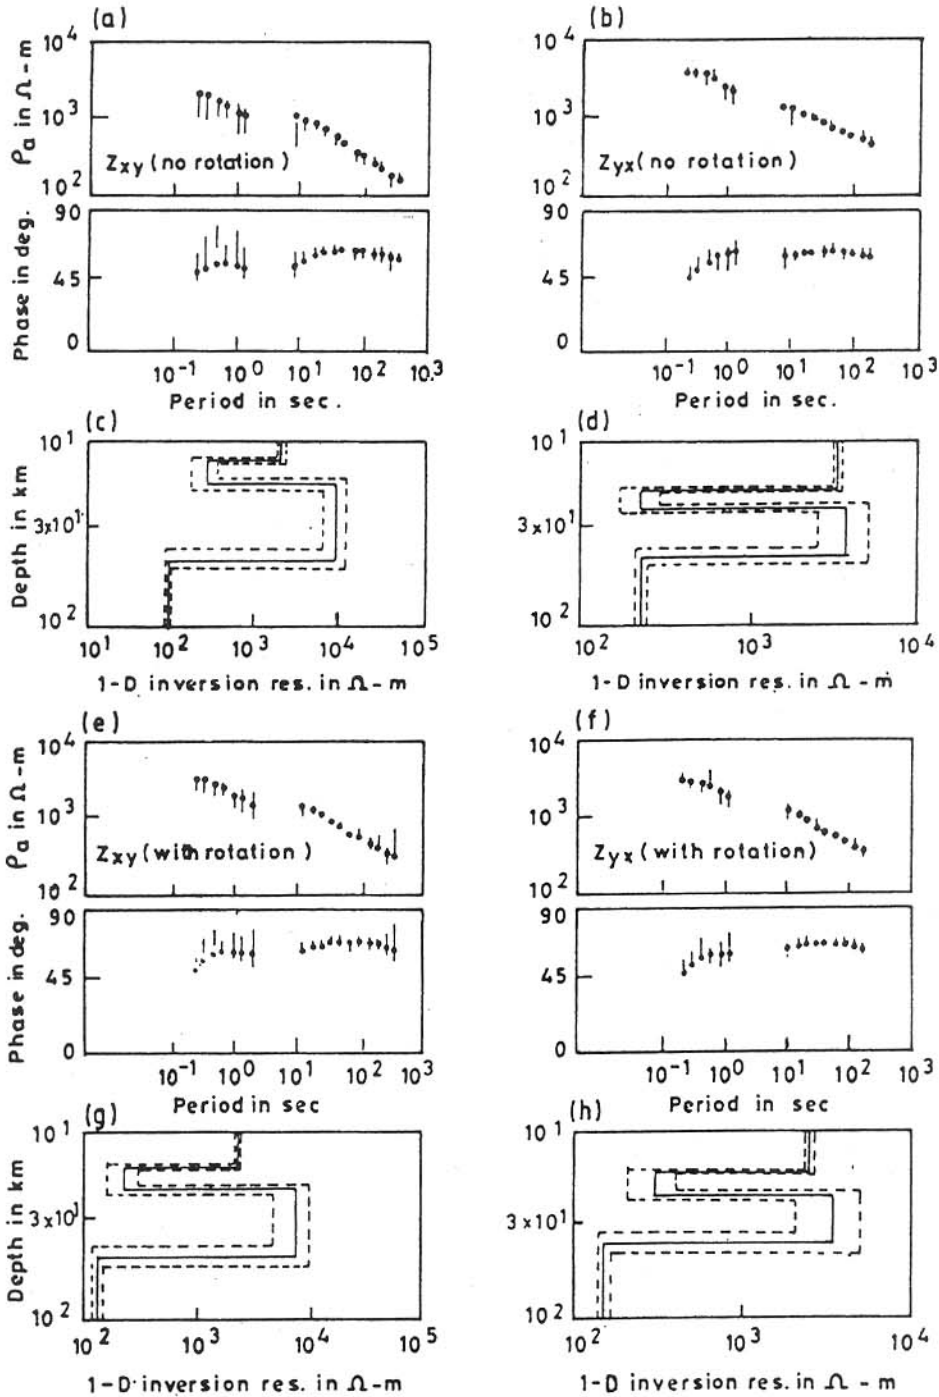 (a)
ρa in Ω-m
10^4
10^3
10^2
Zxy (no rotation)
Phase in deg.
90
45
0
10^-1 10^0 10^1 10^2 10^3
Period in sec.
(b)
10^4
10^3
10^2
Zyx (no rotation)
90
45
0
10^-1 10^0 10^1 10^2 10^3
Period in sec.
(c)
Depth in km
10^1
3x10^1
10^2
10^1 10^2 10^3 10^4 10^5
1-D inversion res. in Ω-m
(d)
10^1
3x10^1
10^2
10^2 10^3 10^4
1-D inversion res. in Ω-m
(e)
ρa in Ω-m
10^4
10^3
10^2
Zxy (with rotation)
Phase in deg.
90
45
0
10^-1 10^0 10^1 10^2 10^3
Period in sec
(f)
10^4
10^3
10^2
Zyx (with rotation)
90
45
0
10^-1 10^0 10^1 10^2 10^3
Period in sec.
(g)
Depth in km
10^1
3x10^1
10^2
10^2 10^3 10^4 10^5
1-D inversion res. in Ω-m
(h)
10^1
3x10^1
10^2
10^2 10^3 10^4
1-D inversion res. in Ω - m